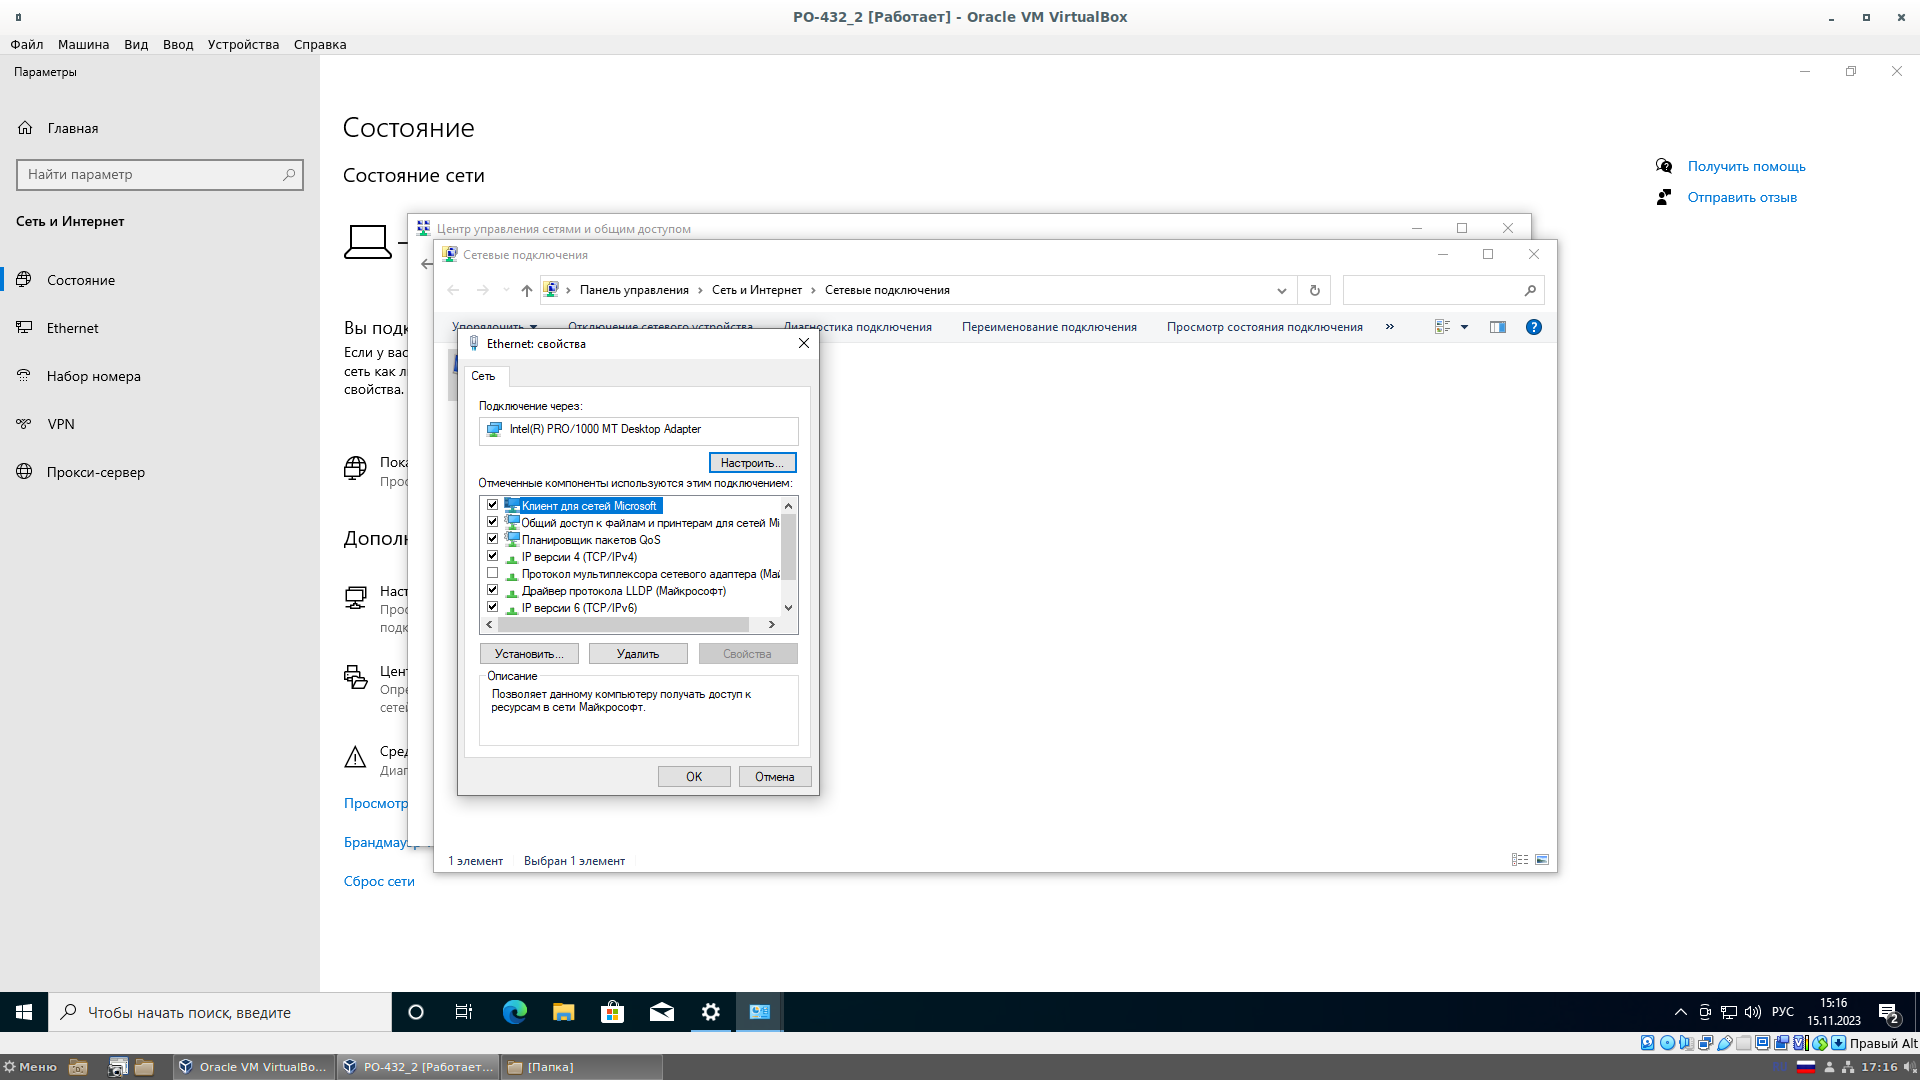 PO-432_2 [Работает] - Oracle VM VirtualBox
Файл Машина Вид Ввод Устройства Справка
Параметры
Главная
Найти параметр
Сеть и Интернет
Состояние
Ethernet
Набор номера
VPN
Прокси-сервер
Состояние
Состояние сети
Получить помощь
Отправить отзыв
Вы подк
Если у вас
сеть как л
свойства.
Пока
Прос
Дополн
Наст
Прос
подк
Цент
Опре
сетей
Сред
Диаг
Просмотр
Брандмауэ
Сброс сети
Центр управления сетями и общим доступом
Сетевые подключения
Панель управления Сеть и Интернет Сетевые подключения
Упорядочить Отключение сетевого устройства Диагностика подключения Переименование подключения Просмотр состояния подключения »
Ethernet: свойства
Сеть
Подключение через:
Intel(R) PRO/1000 MT Desktop Adapter
Настроить...
Отмеченные компоненты используются этим подключением:
Клиент для сетей Microsoft
Общий доступ к файлам и принтерам для сетей Mi
Планировщик пакетов QoS
IP версии 4 (TCP/IPv4)
Протокол мультиплексора сетевого адаптера (Май
Драйвер протокола LLDP (Майкрософт)
IP версии 6 (TCP/IPv6)
Установить... Удалить Свойства
Описание
Позволяет данному компьютеру получать доступ к
ресурсам в сети Майкрософт.
OK Отмена
1 элемент Выбран 1 элемент
Чтобы начать поиск, введите
РУС
15:16
15.11.2023
2
Правый Alt
Меню
Oracle VM VirtualBo...
PO-432_2 [Работает...
[Папка]
17:16